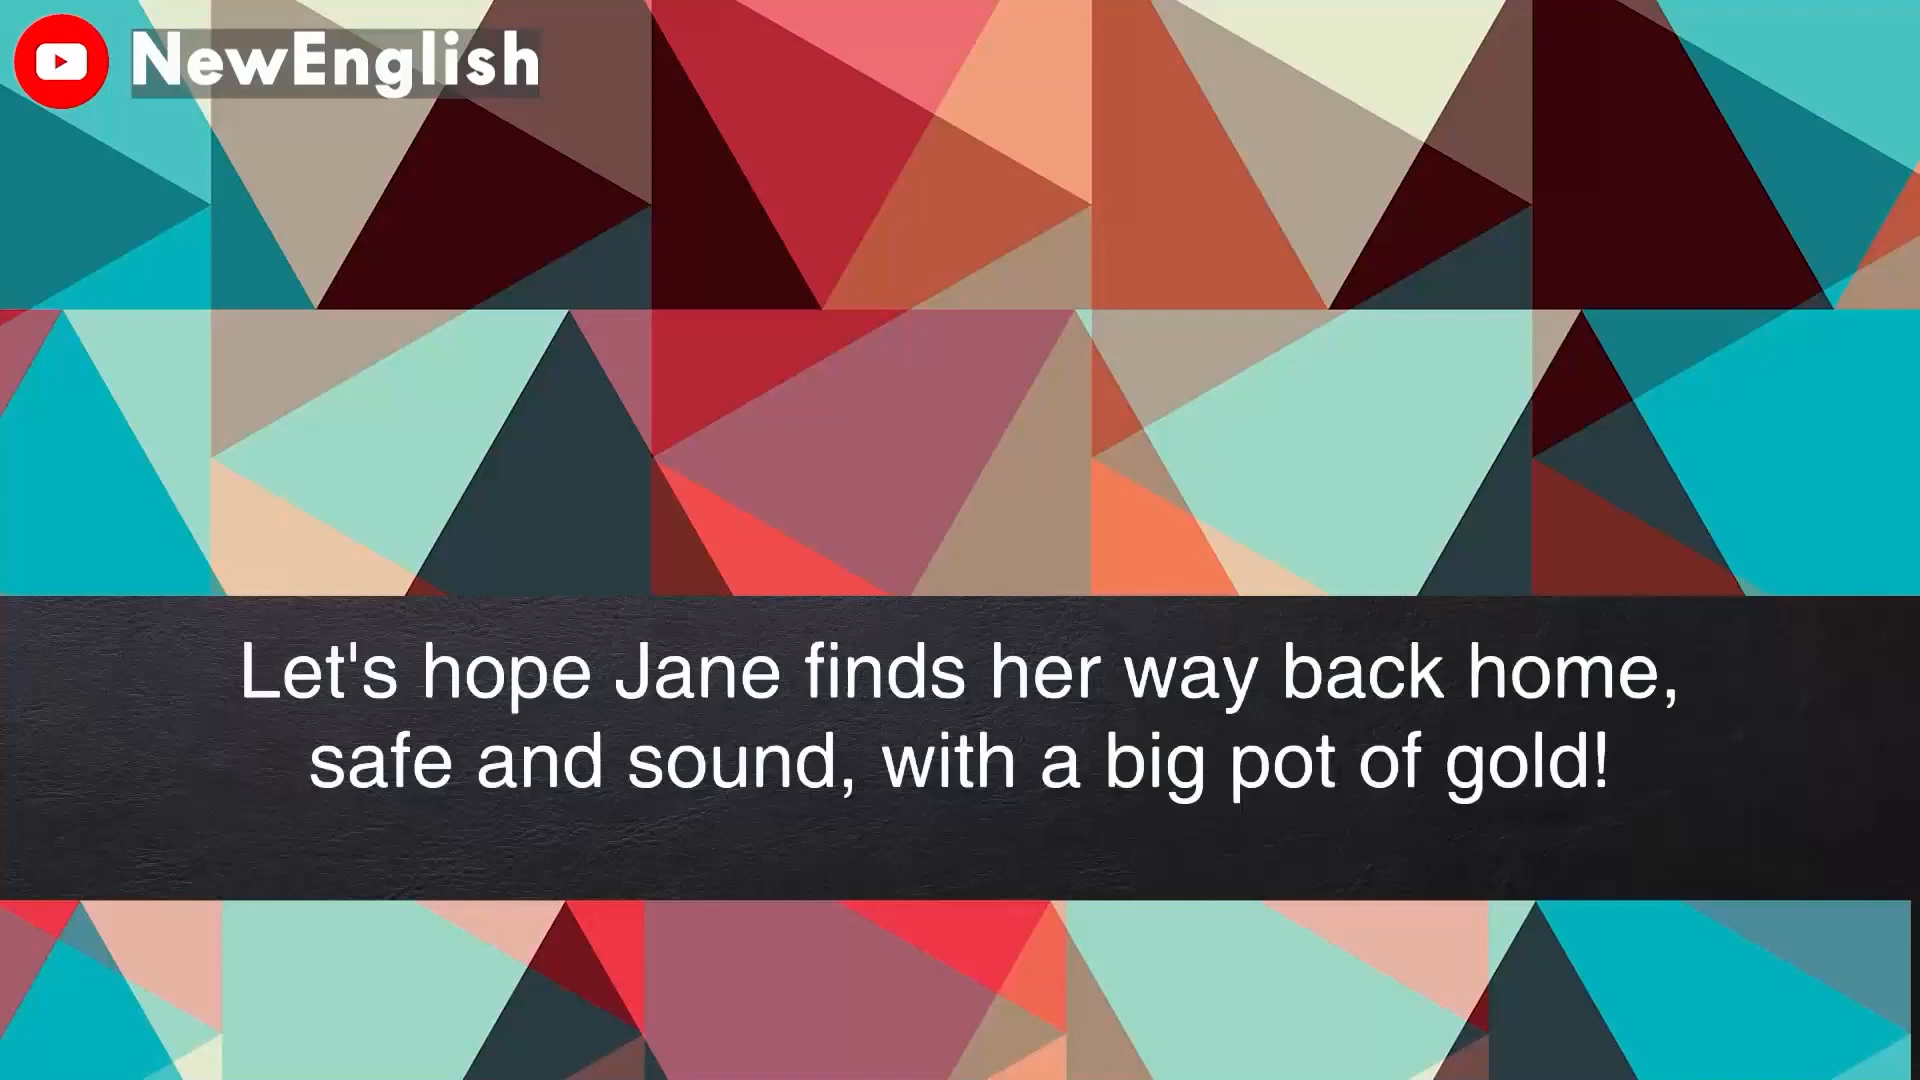 NewEnglish
Let's hope Jane finds her way back home,
safe and sound, with a big pot of gold!